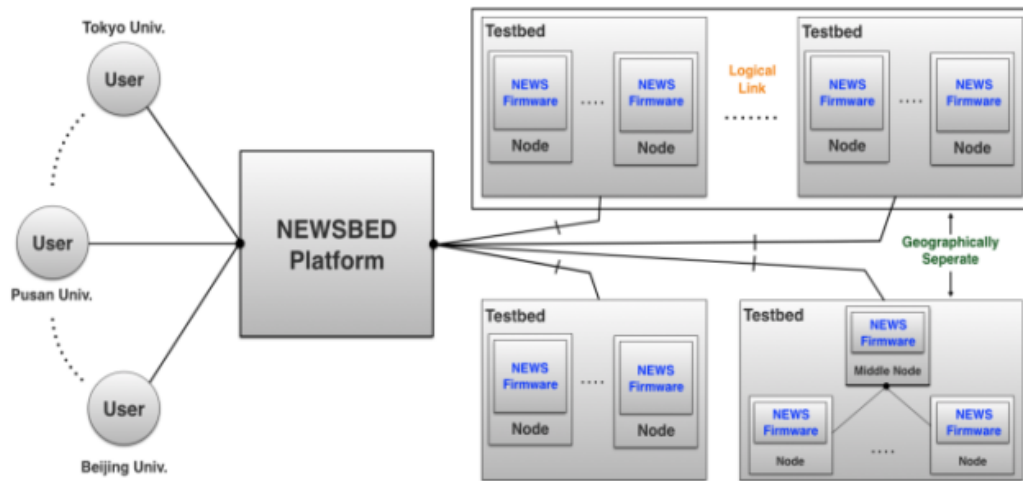 Tokyo Univ.
User
User
Pusan Univ.
User
Beijing Univ.
NEWSBED
Platform
Testbed
NEWS
Firmware
Node
....
NEWS
Firmware
Node
Logical
Link
.......
Testbed
NEWS
Firmware
Node
....
NEWS
Firmware
Node
Geographically
Seperate
Testbed
NEWS
Firmware
Node
....
NEWS
Firmware
Node
Testbed
NEWS
Firmware
Middle Node
NEWS
Firmware
Node
....
NEWS
Firmware
Node